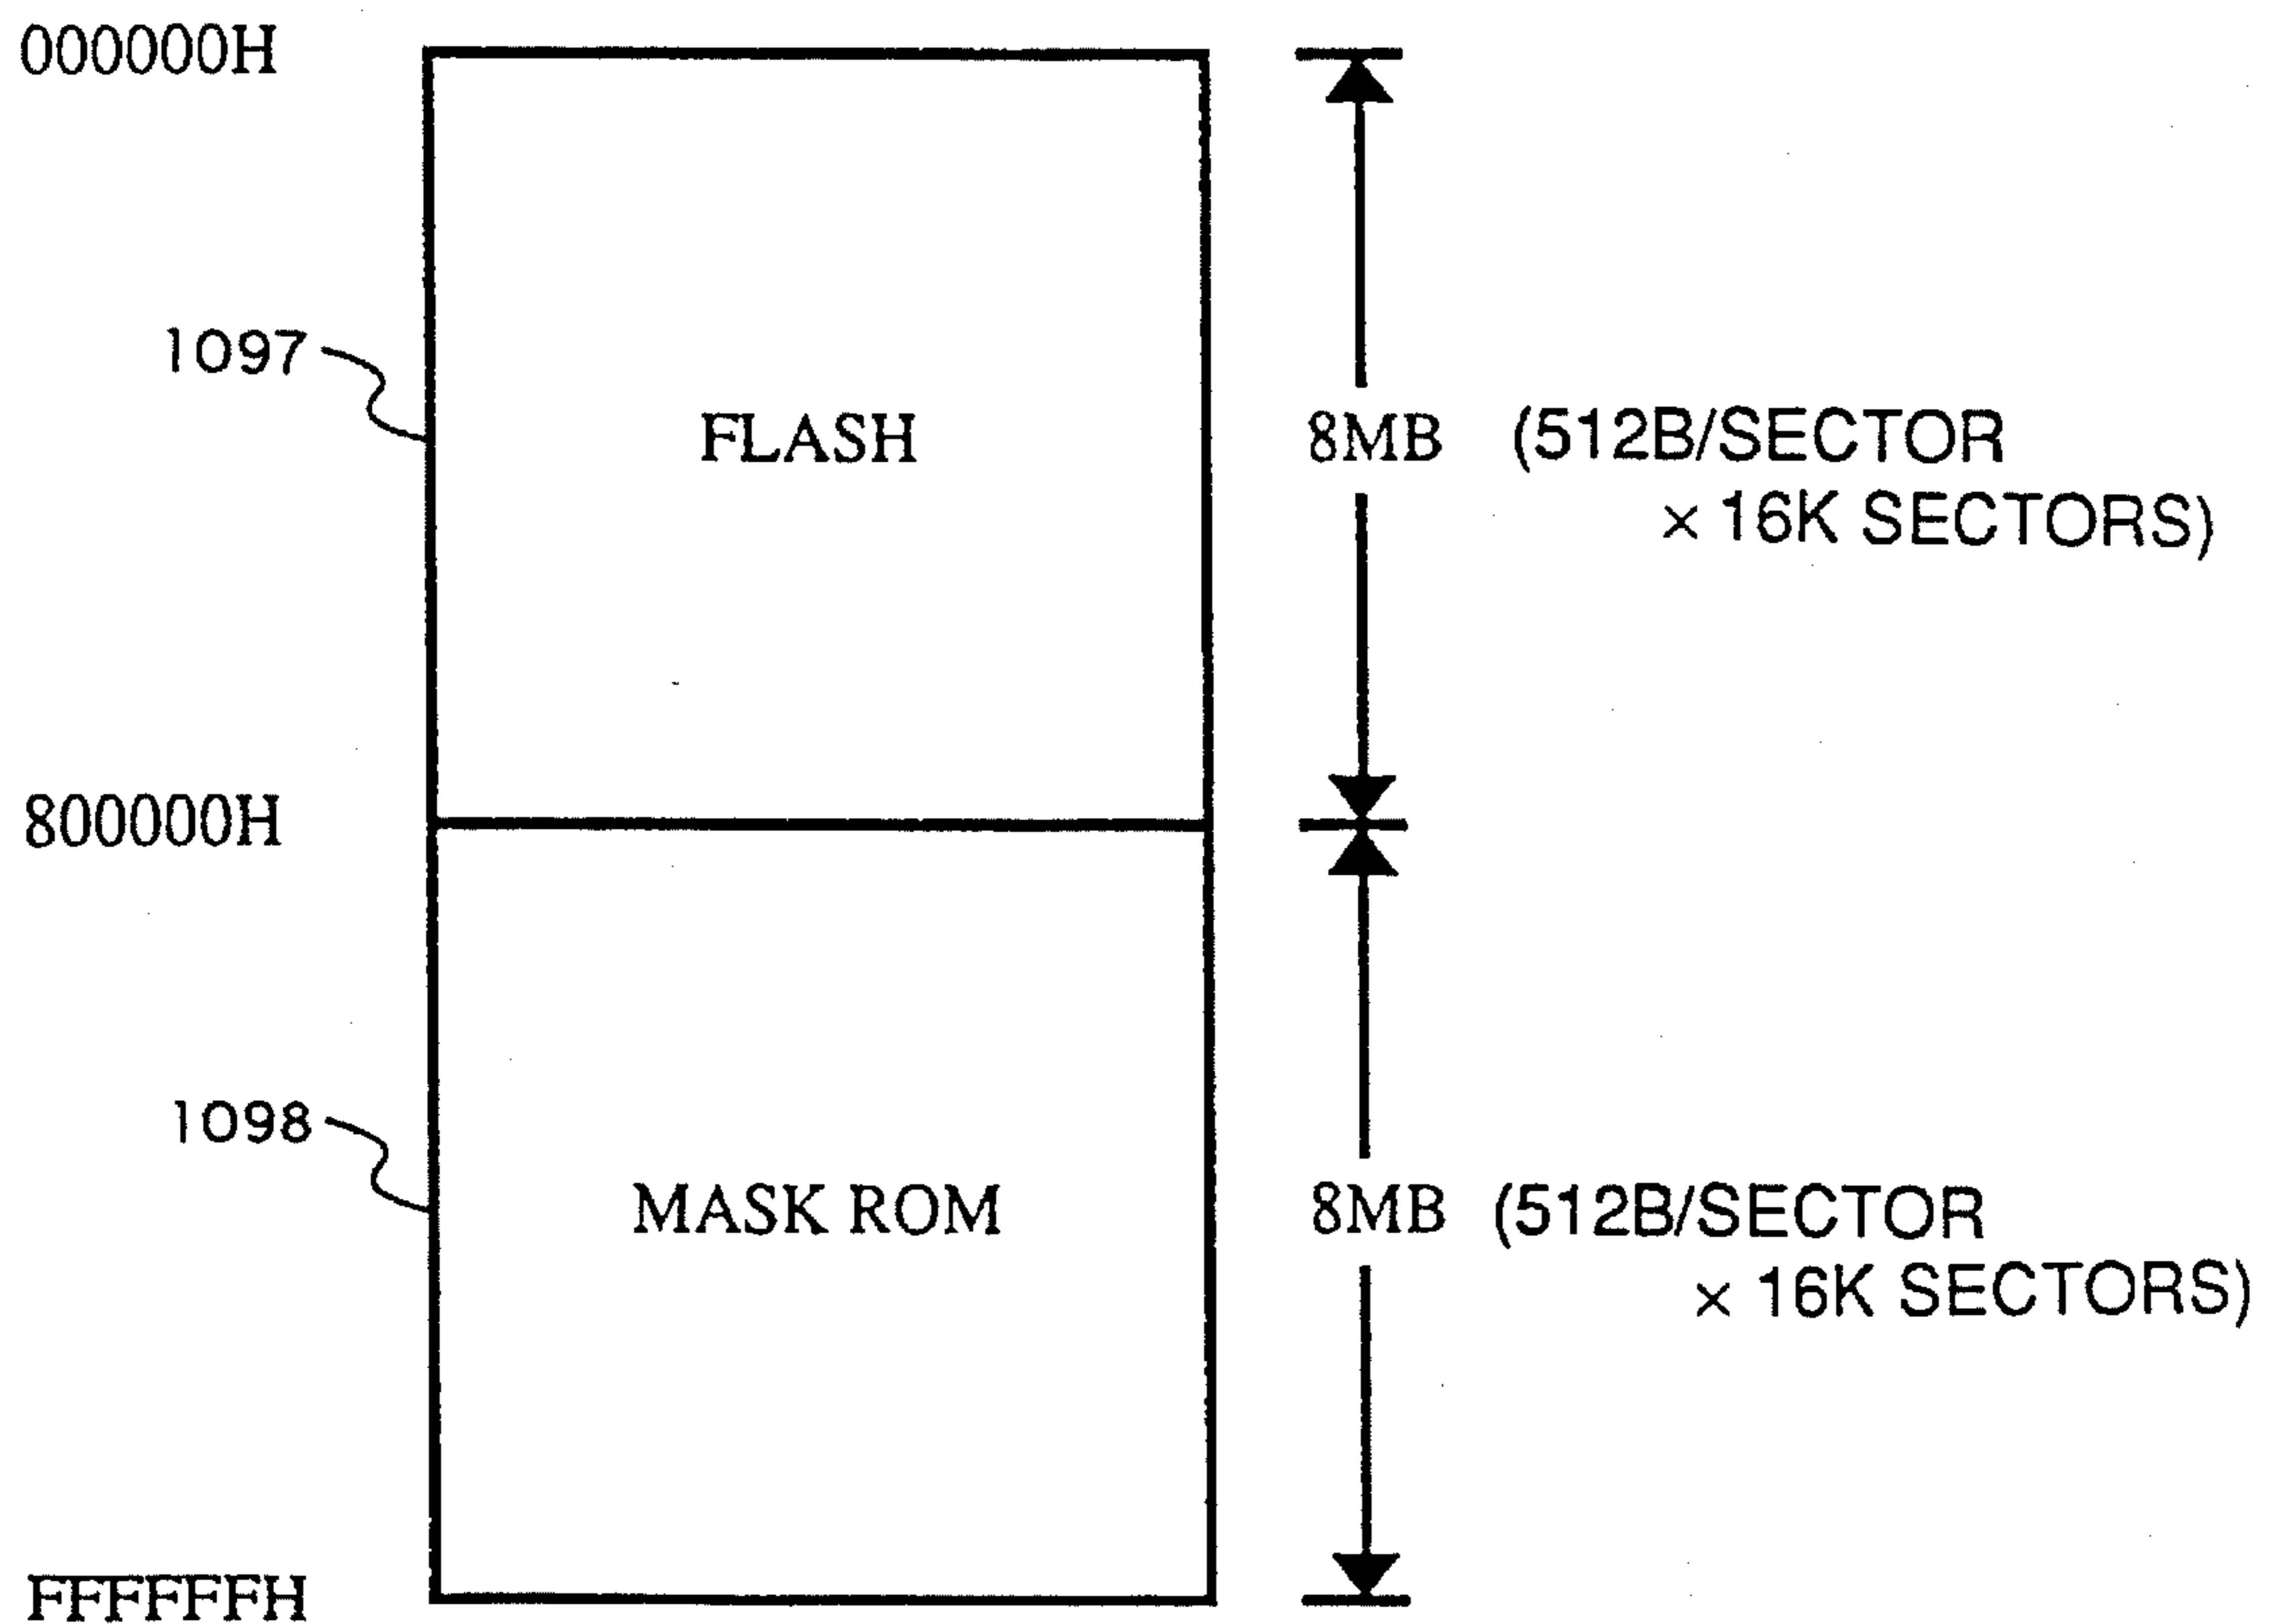 000000H
1097
FLASH
8MB (512B/SECTOR
× 16K SECTORS)
800000H
1098
MASK ROM
8MB (512B/SECTOR
× 16K SECTORS)
FFFFFFH